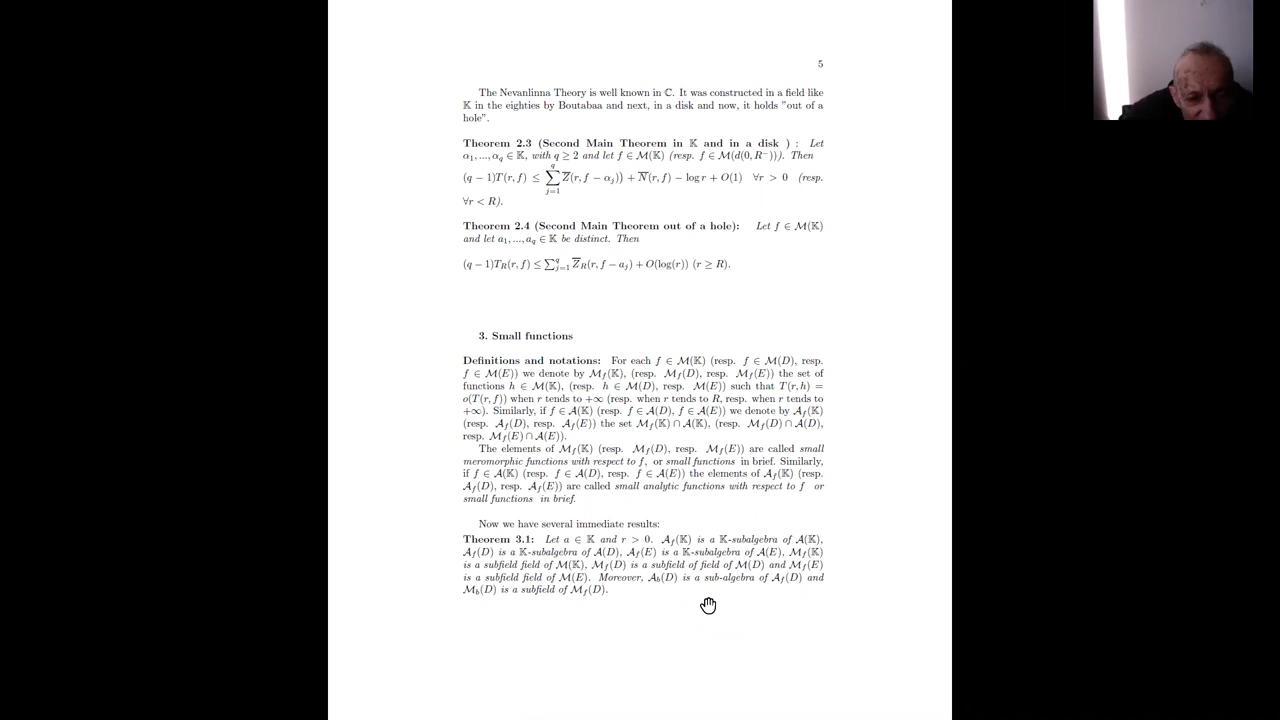 5
The Nevanlinna Theory is well known in ℂ. It was constructed in a field like
𝕂 in the eighties by Boutabaa and next, in a disk and now, it holds "out of a
hole".
Theorem 2.3 (Second Main Theorem in 𝕂 and in a disk ) : Let
α₁, ..., α_q ∈ 𝕂, with q ≥ 2 and let f ∈ ℳ(𝕂) (resp. f ∈ ℳ(d(0, R⁻))). Then
(q − 1)T(r, f) ≤ ∑_{j=1}^{q} Z̅(r, f − α_j)) + N̅(r, f) − log r + O(1) ∀r > 0 (resp.
∀r < R).
Theorem 2.4 (Second Main Theorem out of a hole): Let f ∈ ℳ(𝕂)
and let a₁, ..., a_q ∈ 𝕂 be distinct. Then
(q − 1)T_R(r, f) ≤ ∑_{j=1}^{q} Z̅_R(r, f − a_j) + O(log(r)) (r ≥ R).
3. Small functions
Definitions and notations: For each f ∈ ℳ(𝕂) (resp. f ∈ ℳ(D), resp.
f ∈ ℳ(E)) we denote by ℳ_f(𝕂), (resp. ℳ_f(D), resp. ℳ_f(E)) the set of
functions h ∈ ℳ(𝕂), (resp. h ∈ ℳ(D), resp. ℳ(E)) such that T(r, h) =
o(T(r, f)) when r tends to +∞ (resp. when r tends to R, resp. when r tends to
+∞). Similarly, if f ∈ 𝒜(𝕂) (resp. f ∈ 𝒜(D), f ∈ 𝒜(E)) we denote by 𝒜_f(𝕂)
(resp. 𝒜_f(D), resp. 𝒜_f(E)) the set ℳ_f(𝕂) ∩ 𝒜(𝕂), (resp. ℳ_f(D) ∩ 𝒜(D),
resp. ℳ_f(E) ∩ 𝒜(E)).
The elements of ℳ_f(𝕂) (resp. ℳ_f(D), resp. ℳ_f(E)) are called small
meromorphic functions with respect to f, or small functions in brief. Similarly,
if f ∈ 𝒜(𝕂) (resp. f ∈ 𝒜(D), resp. f ∈ 𝒜(E)) the elements of 𝒜_f(𝕂) (resp.
𝒜_f(D), resp. 𝒜_f(E)) are called small analytic functions with respect to f or
small functions in brief.
Now we have several immediate results:
Theorem 3.1: Let a ∈ 𝕂 and r > 0. 𝒜_f(𝕂) is a 𝕂-subalgebra of 𝒜(𝕂),
𝒜_f(D) is a 𝕂-subalgebra of 𝒜(D), 𝒜_f(E) is a 𝕂-subalgebra of 𝒜(E), ℳ_f(𝕂)
is a subfield field of ℳ(𝕂), ℳ_f(D) is a subfield of field of ℳ(D) and ℳ_f(E)
is a subfield field of ℳ(E). Moreover, 𝒜_b(D) is a sub-algebra of 𝒜_f(D) and
ℳ_b(D) is a subfield of ℳ_f(D).